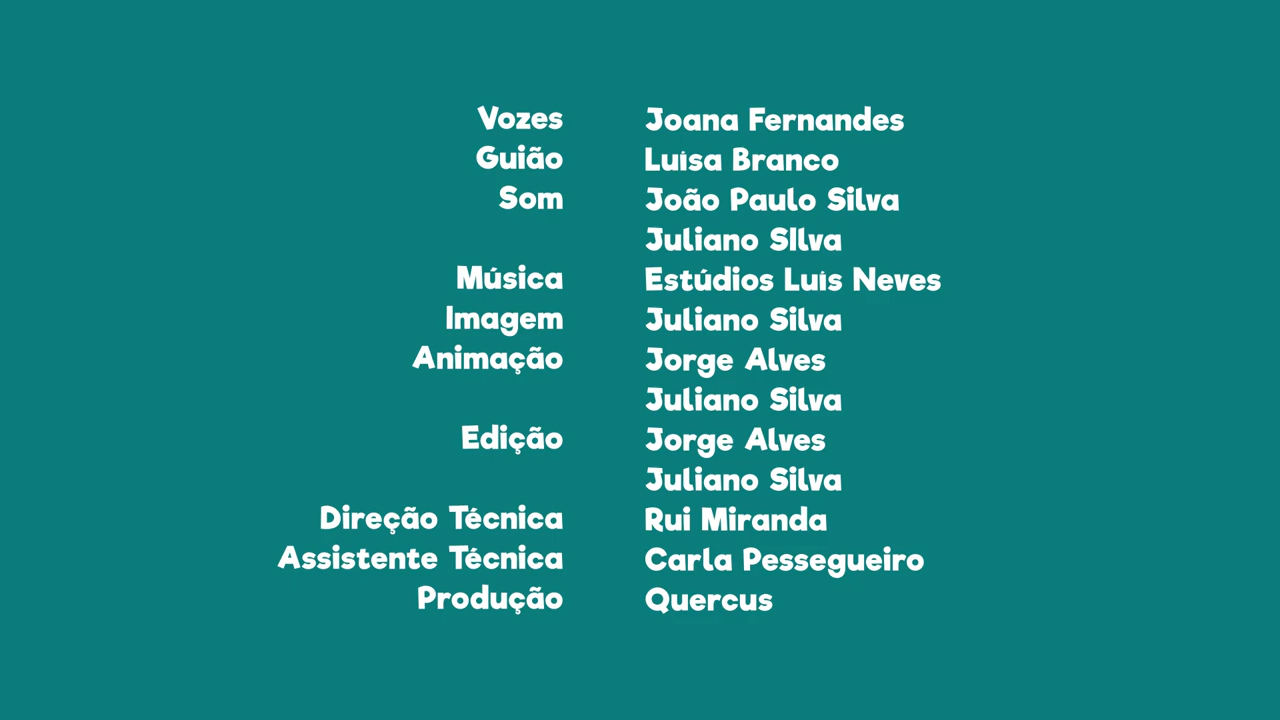 Vozes Joana Fernandes
Guião Luísa Branco
Som João Paulo Silva
Juliano SIlva
Música Estúdios Luís Neves
Imagem Juliano Silva
Animação Jorge Alves
Juliano Silva
Edição Jorge Alves
Juliano Silva
Direção Técnica Rui Miranda
Assistente Técnica Carla Pessegueiro
Produção Quercus